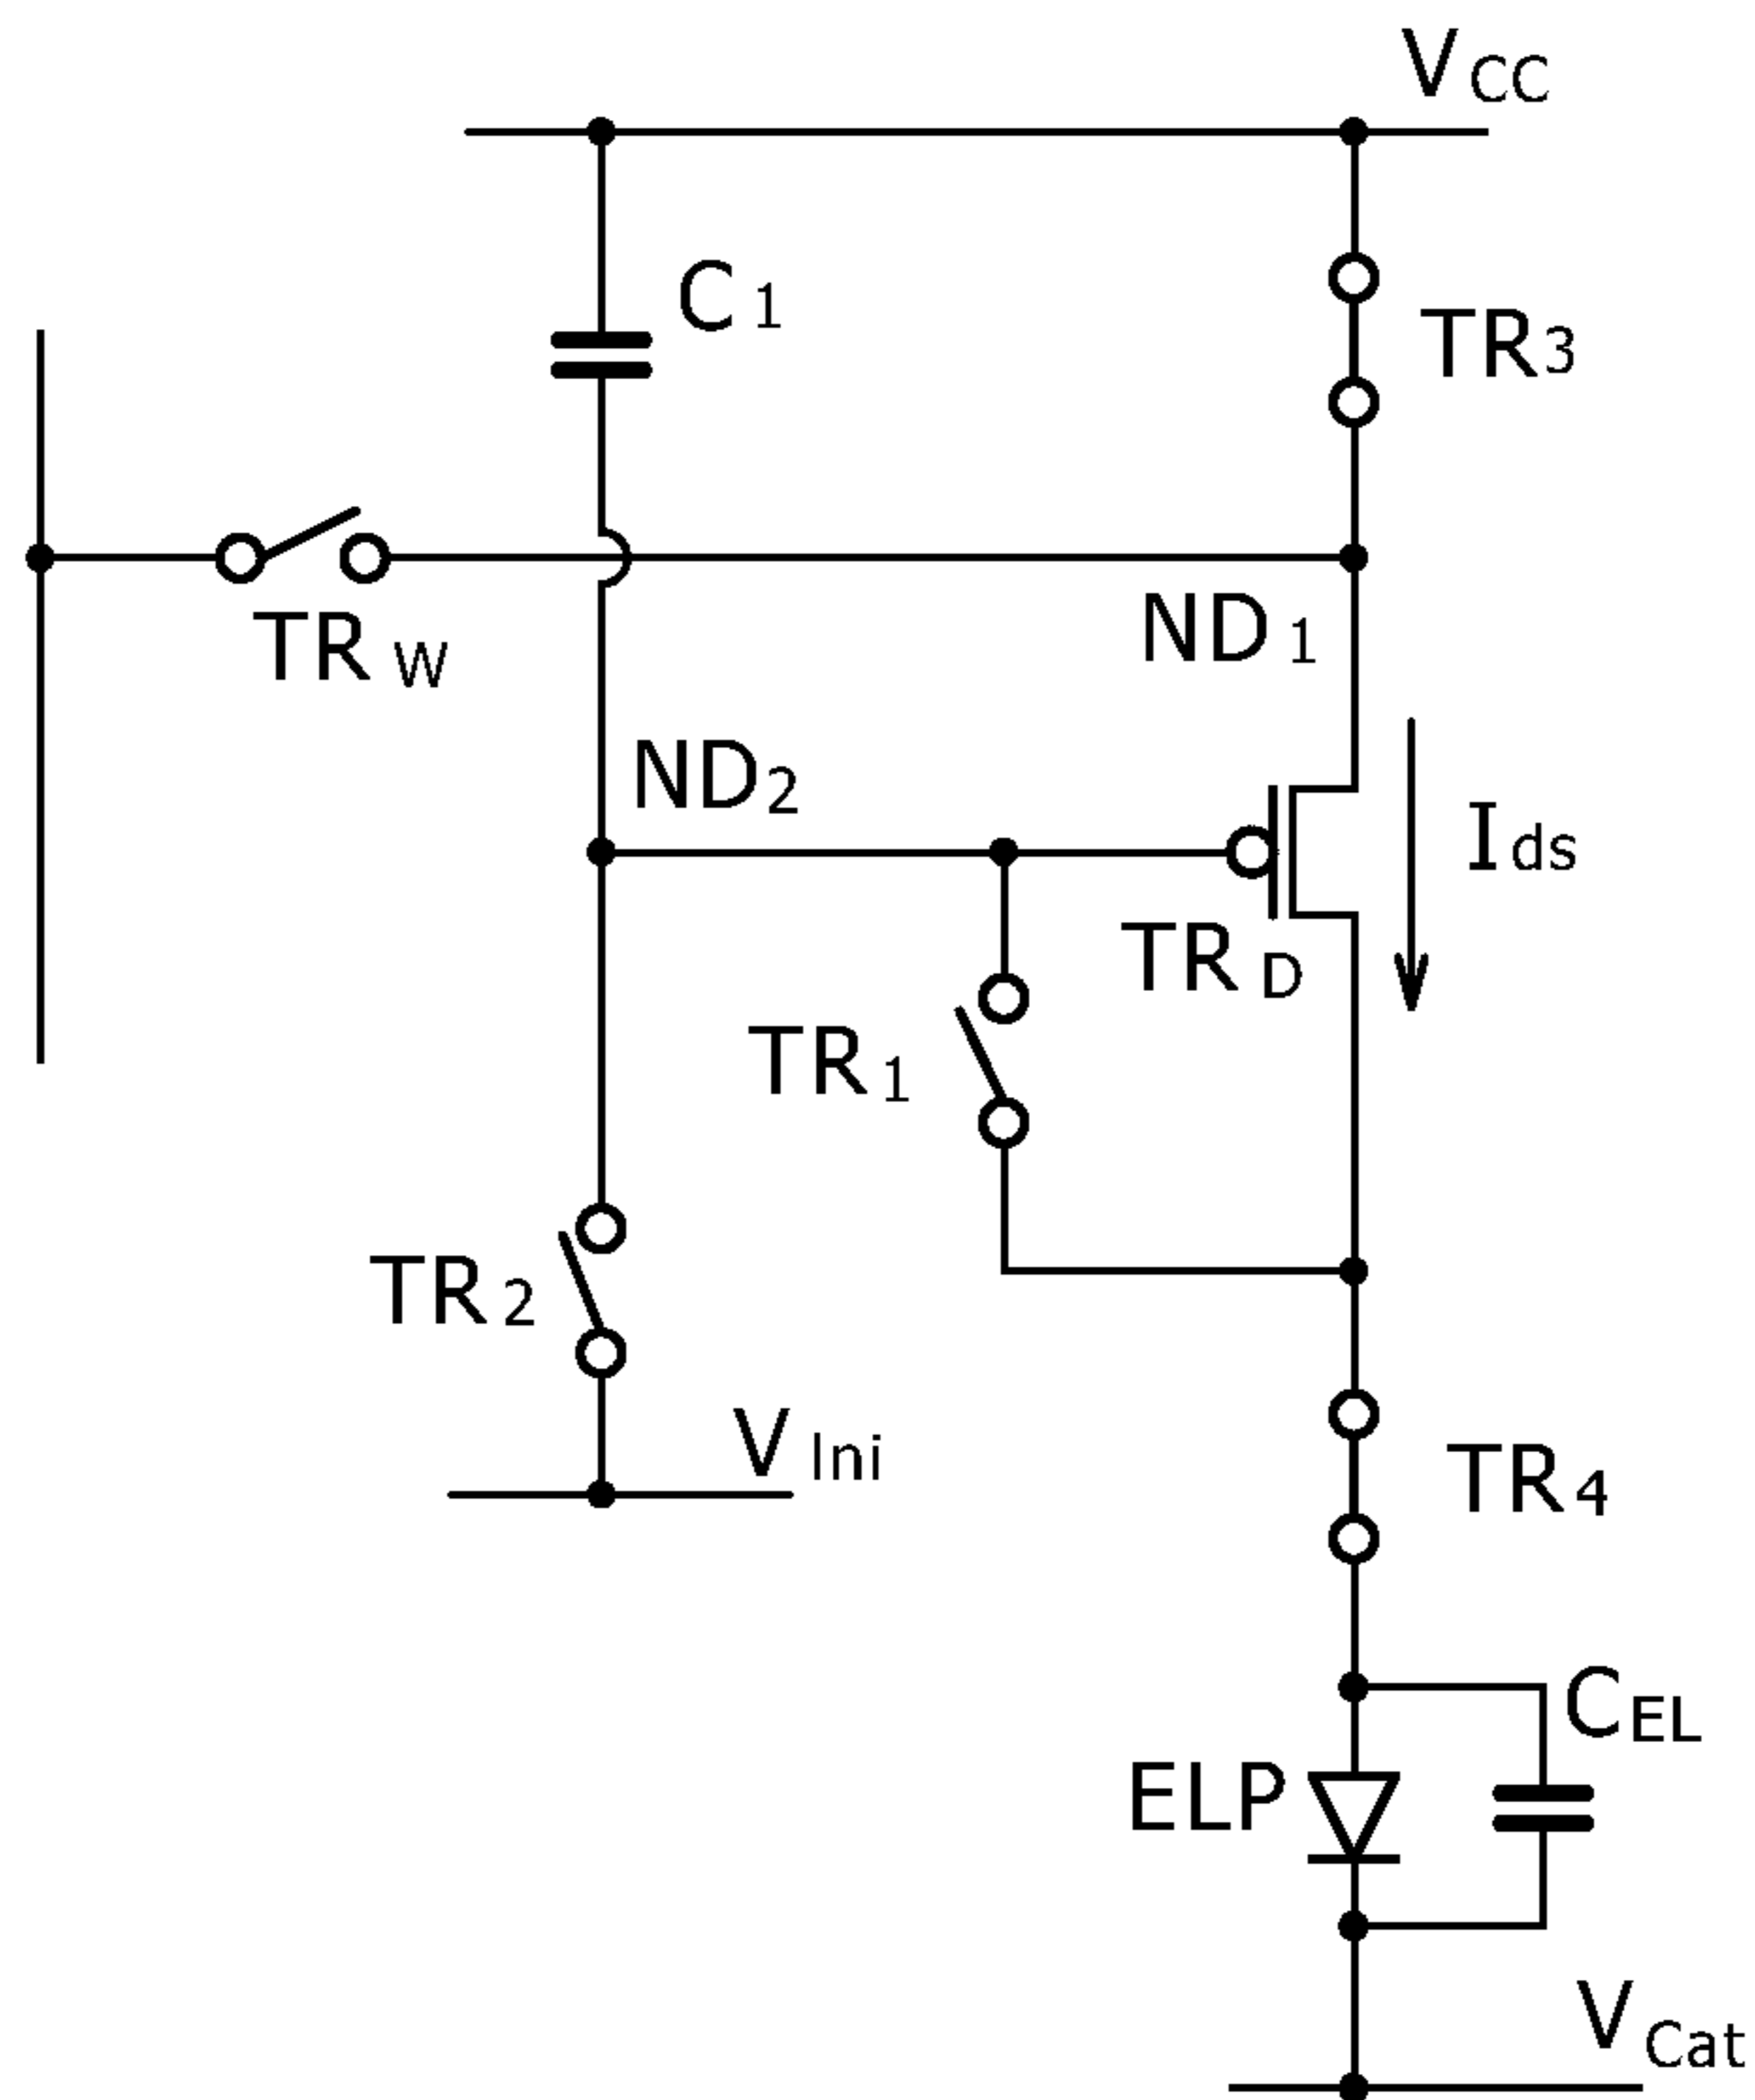 VCC
C1
TR3
TRW
ND1
ND2
Ids
TRD
TR1
TR2
VIni
TR4
CEL
ELP
VCat